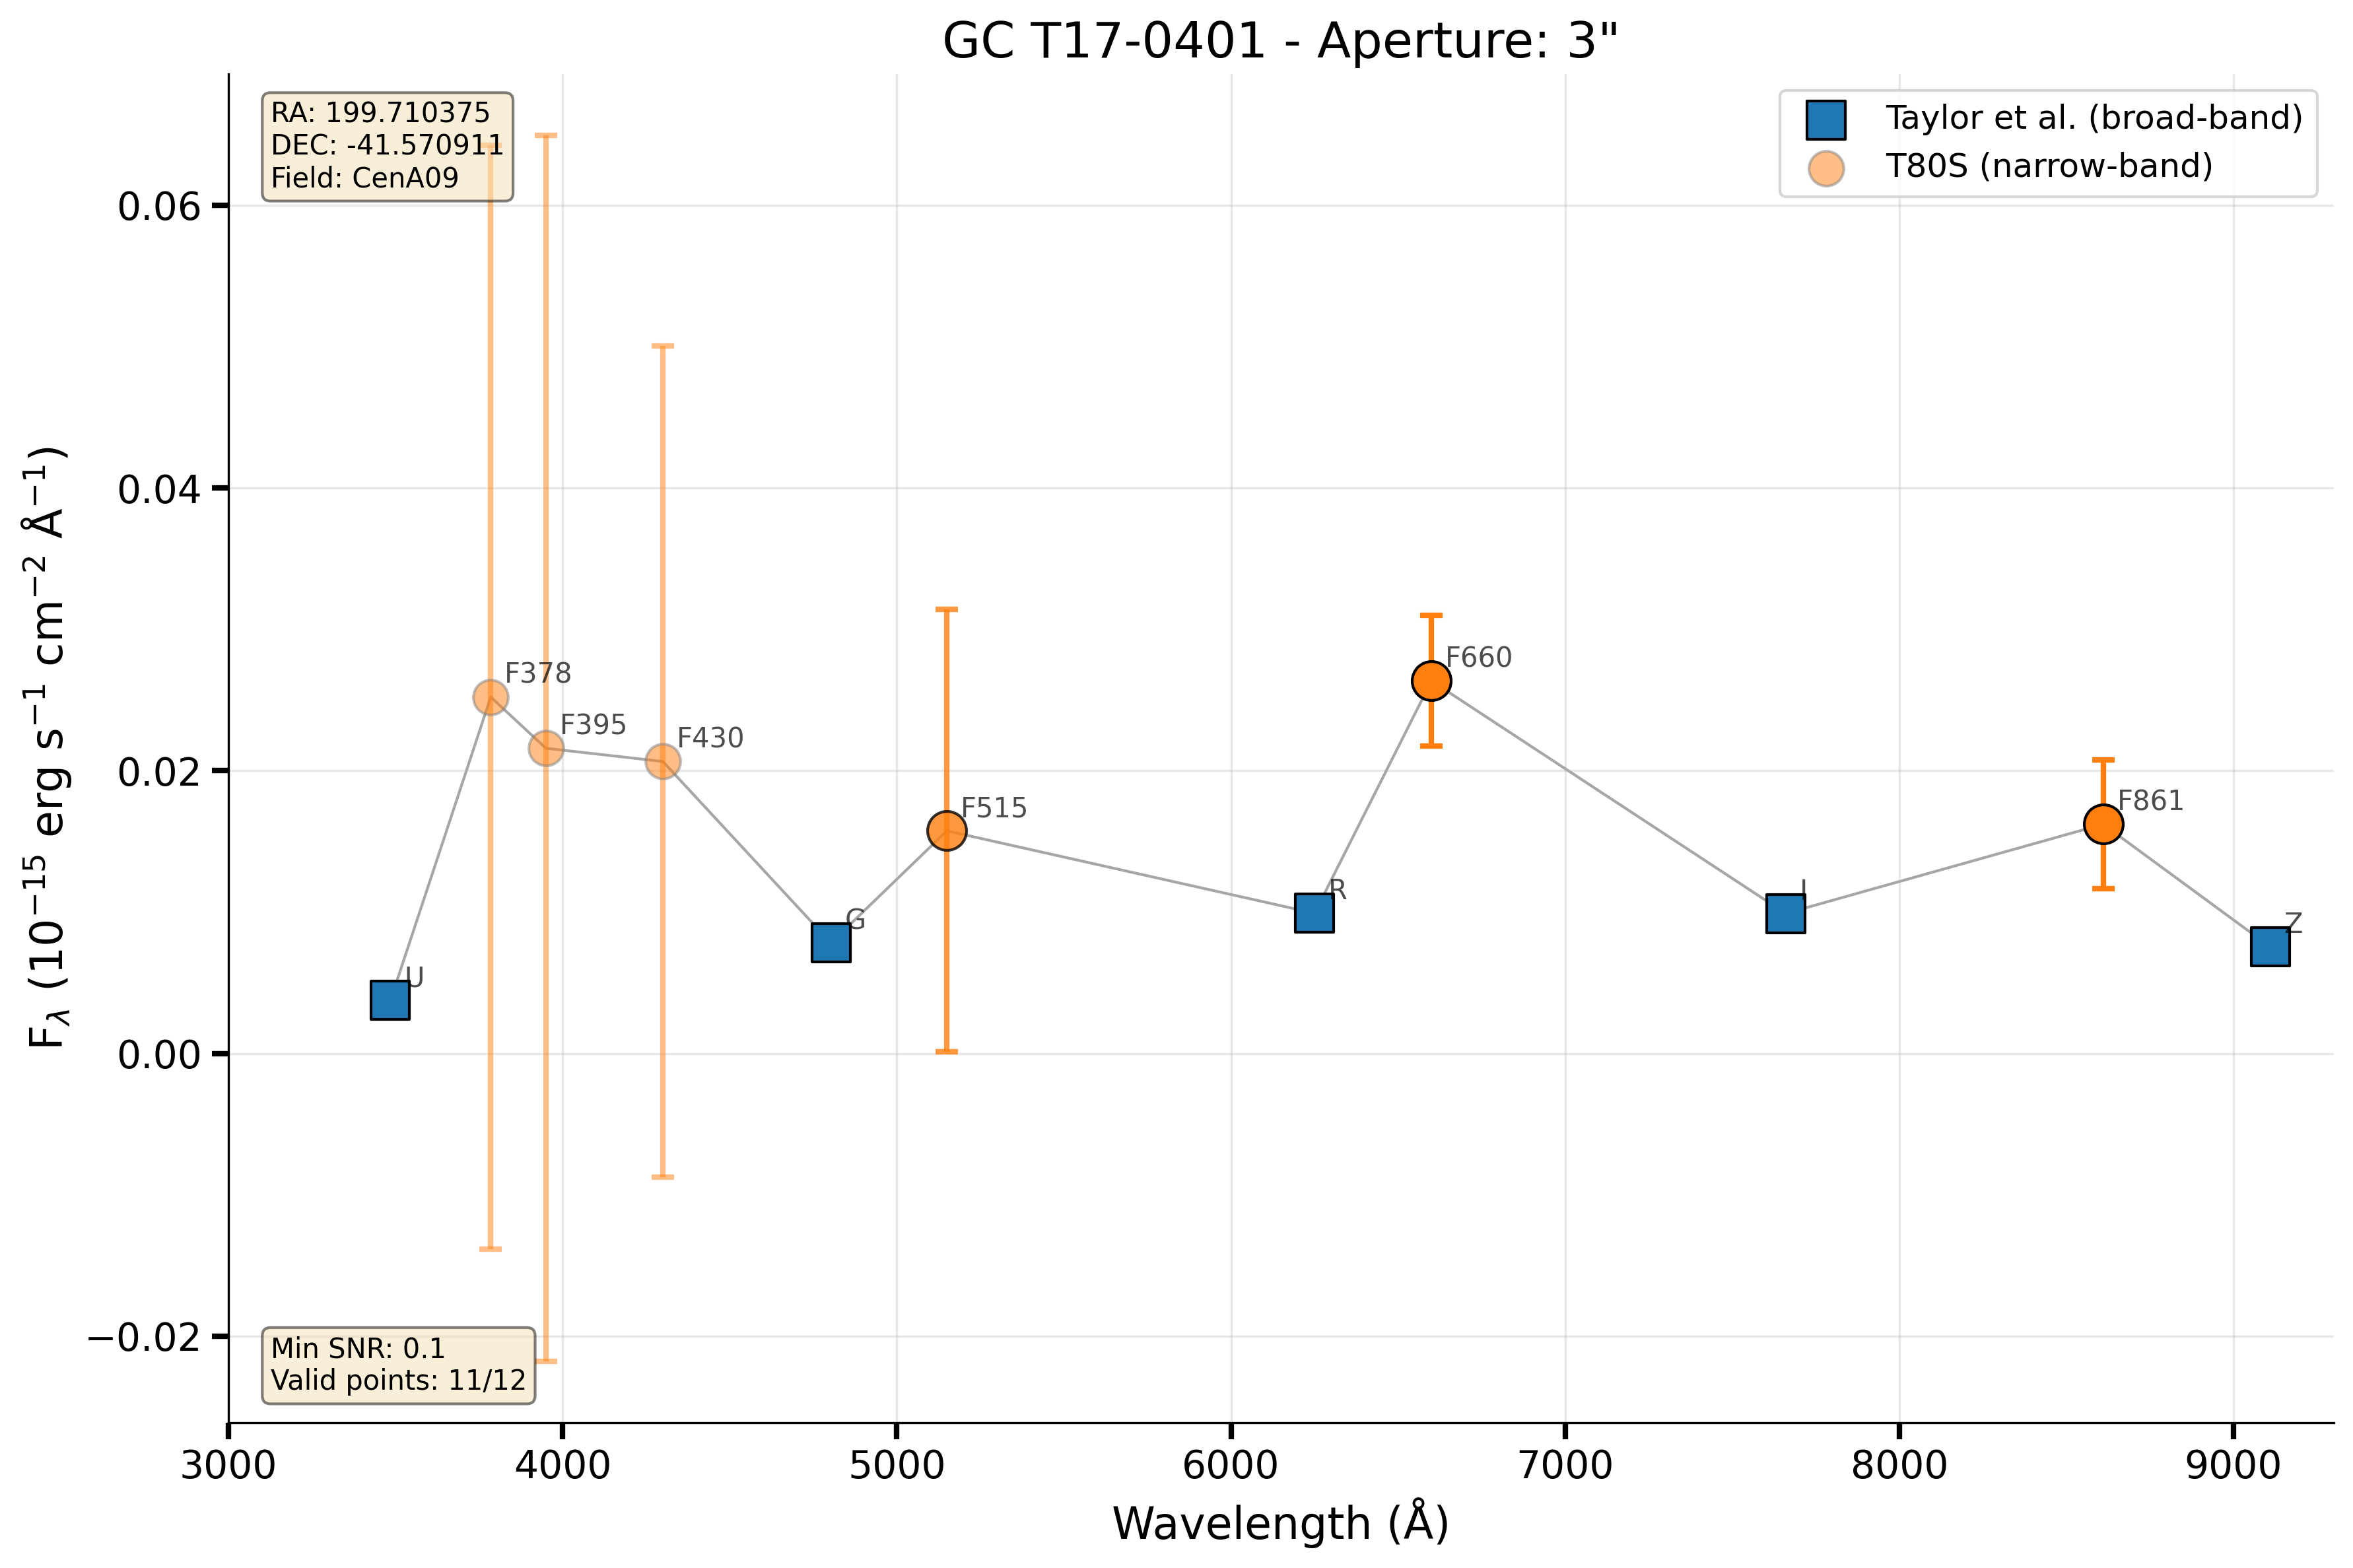 GC T17-0401 - Aperture: 3"
RA: 199.710375
DEC: -41.570911
Field: CenA09
Taylor et al. (broad-band)
T80S (narrow-band)
0.06
0.04
0.02
0.00
−0.02
Fλ (10⁻¹⁵ erg s⁻¹ cm⁻² Å⁻¹)
U
F378
F395
F430
G
F515
R
F660
I
F861
Z
Min SNR: 0.1
Valid points: 11/12
3000 4000 5000 6000 7000 8000 9000
Wavelength (Å)